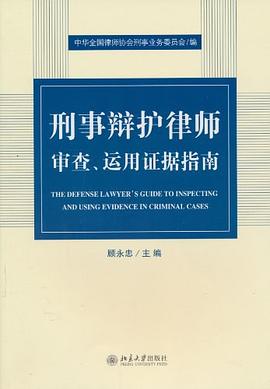 中华全国律师协会刑事业务委员会/编
刑事辩护律师
审查、运用证据指南
THE DEFENSE LAWYER'S GUIDE TO INSPECTING
AND USING EVIDENCE IN CRIMINAL CASES
顾永忠/主编
北京大学出版社